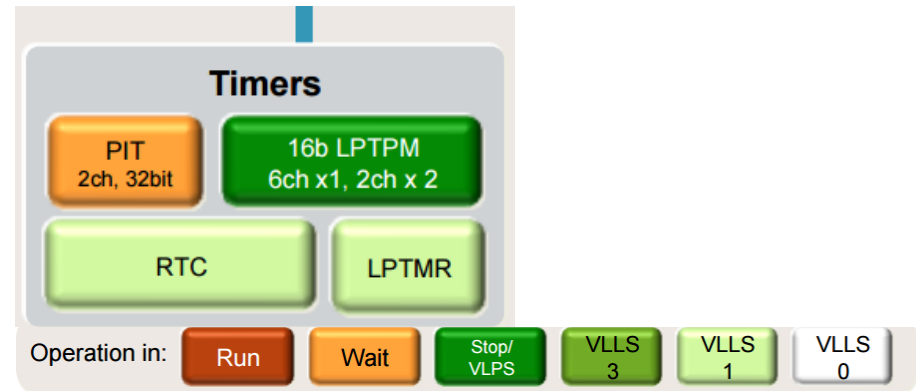 Timers
PIT
2ch, 32bit
16b LPTPM
6ch x1, 2ch x 2
RTC
LPTMR
Operation in:
Run
Wait
Stop/
VLPS
VLLS
3
VLLS
1
VLLS
0